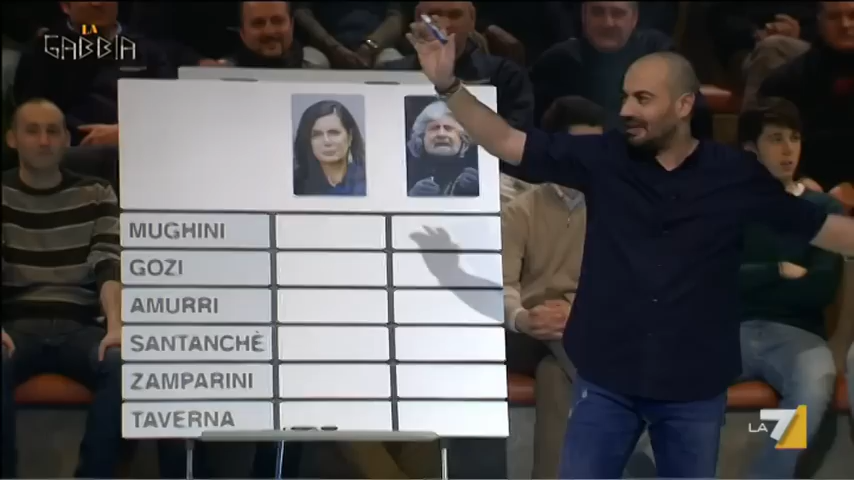 LA
GABBIA
MUGHINI
GOZI
AMURRI
SANTANCHÈ
ZAMPARINI
TAVERNA
LA7